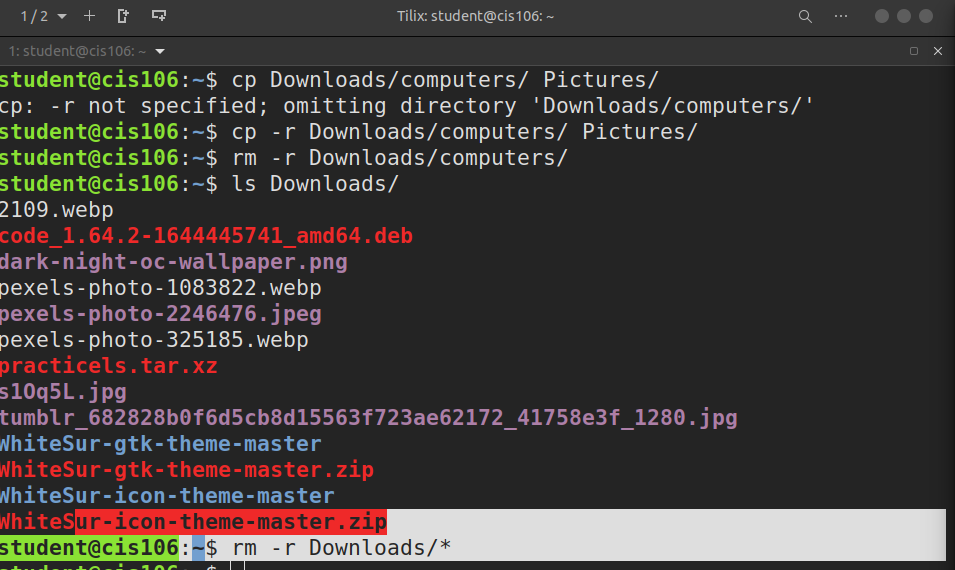 1 / 2
Tilix: student@cis106: ~
1: student@cis106: ~
student@cis106:~$ cp Downloads/computers/ Pictures/
cp: -r not specified; omitting directory 'Downloads/computers/'
student@cis106:~$ cp -r Downloads/computers/ Pictures/
student@cis106:~$ rm -r Downloads/computers/
student@cis106:~$ ls Downloads/
2109.webp
code_1.64.2-1644445741_amd64.deb
dark-night-oc-wallpaper.png
pexels-photo-1083822.webp
pexels-photo-2246476.jpeg
pexels-photo-325185.webp
practicels.tar.xz
s1Oq5L.jpg
tumblr_682828b0f6d5cb8d15563f723ae62172_41758e3f_1280.jpg
WhiteSur-gtk-theme-master
WhiteSur-gtk-theme-master.zip
WhiteSur-icon-theme-master
WhiteSur-icon-theme-master.zip
student@cis106:~$ rm -r Downloads/*
student@cis106:~$